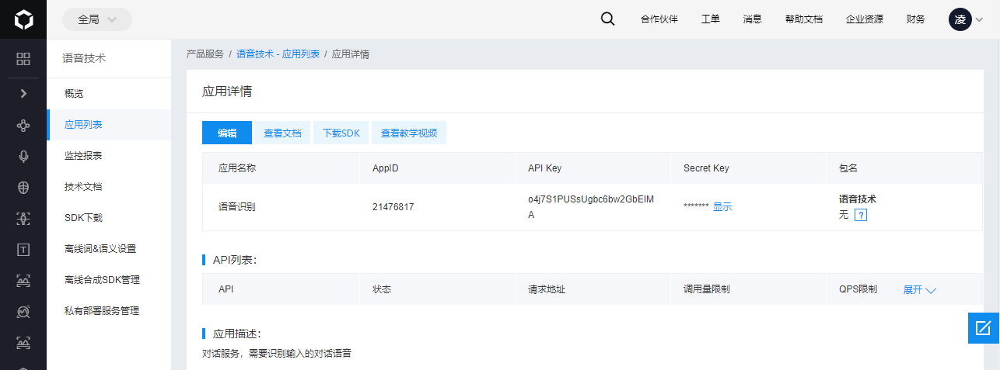 全局
合作伙伴 工单 消息 帮助文档 企业资源 财务 凌
语音技术
概览
应用列表
监控报表
技术文档
SDK下载
离线词&语义设置
离线合成SDK管理
私有部署服务管理
产品服务 / 语音技术 - 应用列表 / 应用详情
应用详情
编辑 查看文档 下载SDK 查看教学视频
应用名称 AppID API Key Secret Key 包名
语音识别 21476817 o4j7S1PUSsUgbc6bw2GbEIM
A ******* 显示 语音技术
无 ?
API列表：
API 状态 请求地址 调用量限制 QPS限制 展开
应用描述：
对话服务，需要识别输入的对话语音